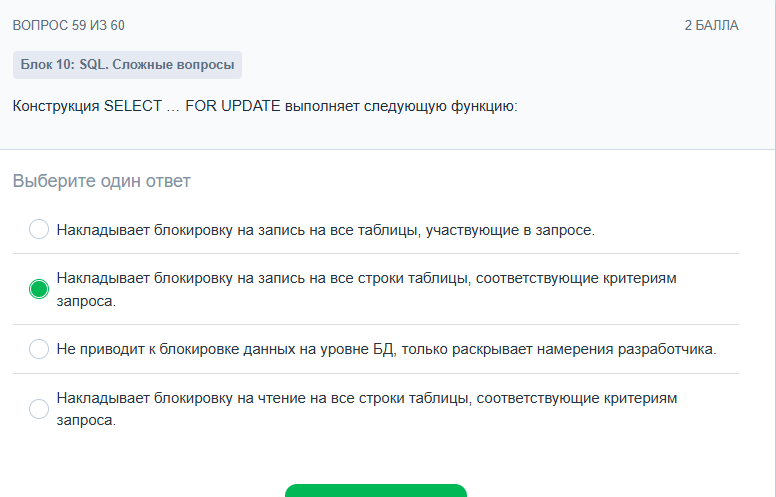 ВОПРОС 59 ИЗ 60
2 БАЛЛА
Блок 10: SQL. Сложные вопросы
Конструкция SELECT … FOR UPDATE выполняет следующую функцию:
Выберите один ответ
Накладывает блокировку на запись на все таблицы, участвующие в запросе.
Накладывает блокировку на запись на все строки таблицы, соответствующие критериям
запроса.
Не приводит к блокировке данных на уровне БД, только раскрывает намерения разработчика.
Накладывает блокировку на чтение на все строки таблицы, соответствующие критериям
запроса.